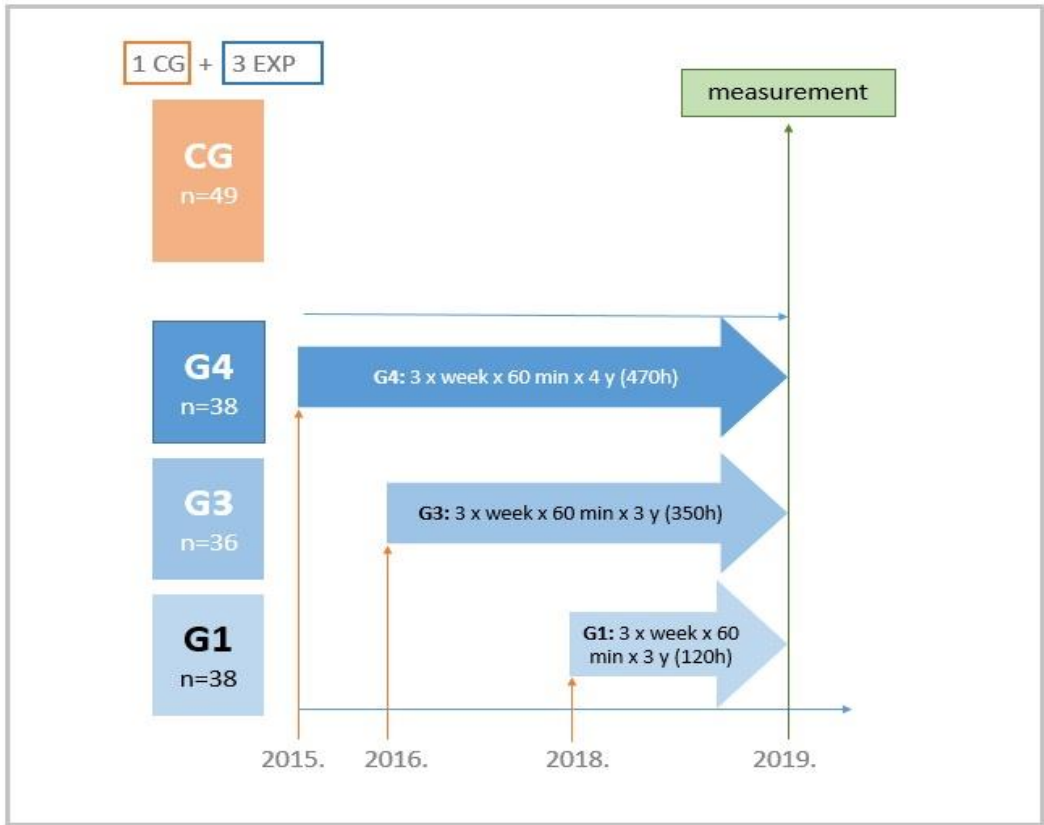 1 CG + 3 EXP
measurement
CG
n=49
G4
n=38
G4: 3 x week x 60 min x 4 y (470h)
G3
n=36
G3: 3 x week x 60 min x 3 y (350h)
G1
n=38
G1: 3 x week x 60
min x 3 y (120h)
2015. 2016. 2018. 2019.